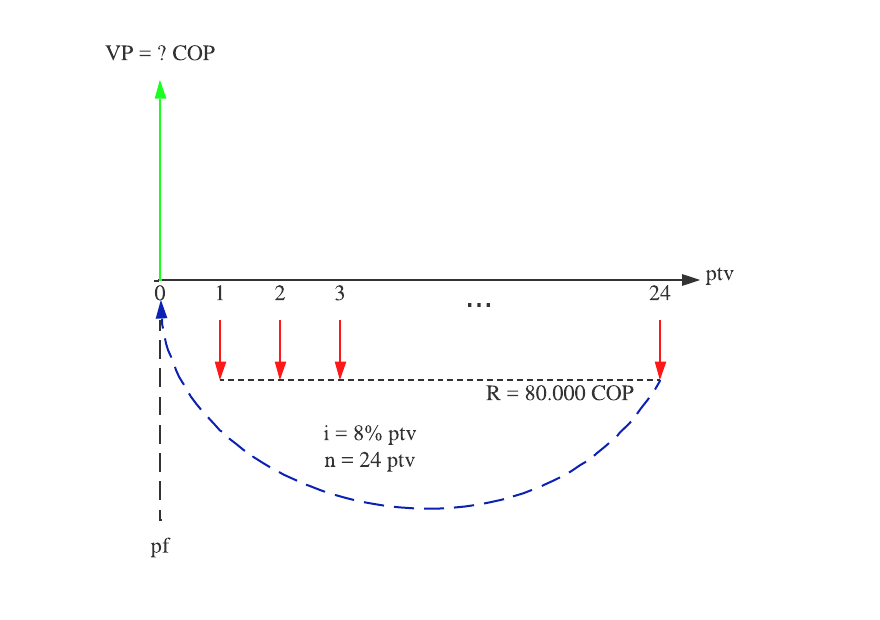 VP = ? COP
ptv
0 1 2 3 ... 24
R = 80.000 COP
i = 8% ptv
n = 24 ptv
pf